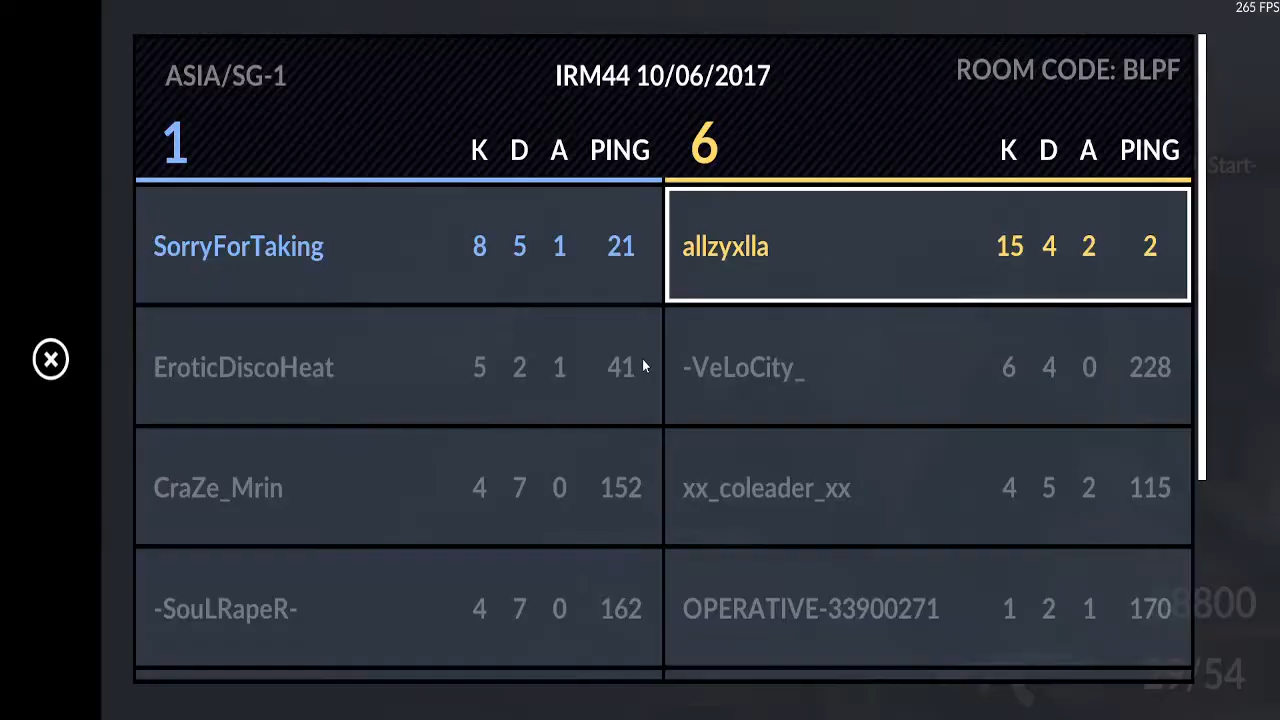 265 FPS
ASIA/SG-1 IRM44 10/06/2017 ROOM CODE: BLPF
1 K D A PING 6 K D A PING
-Start-
SorryForTaking 8 5 1 21 allzyxlla 15 4 2 2
EroticDiscoHeat 5 2 1 41 -VeLoCity_ 6 4 0 228
CraZe_Mrin 4 7 0 152 xx_coleader_xx 4 5 2 115
-SouLRapeR- 4 7 0 162 OPERATIVE-33900271 1 2 1 170